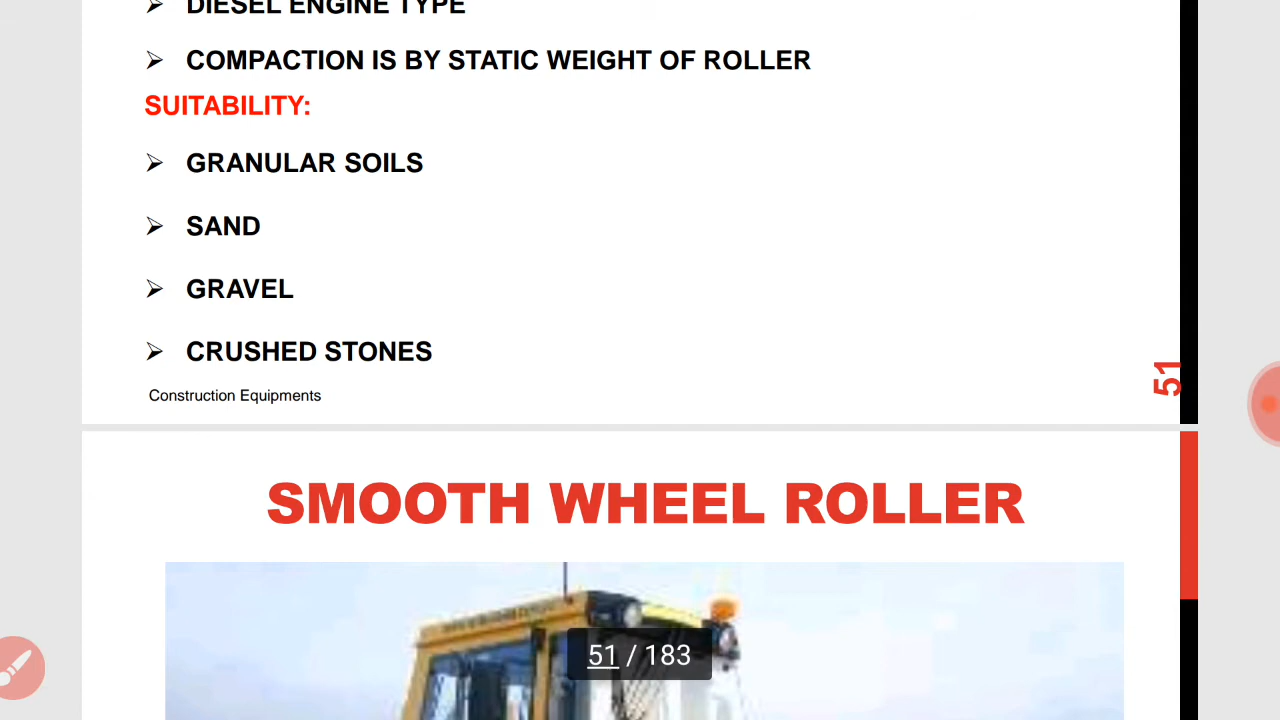 DIESEL ENGINE TYPE
COMPACTION IS BY STATIC WEIGHT OF ROLLER
SUITABILITY:
GRANULAR SOILS
SAND
GRAVEL
CRUSHED STONES
Construction Equipments
51
SMOOTH WHEEL ROLLER
51 / 183